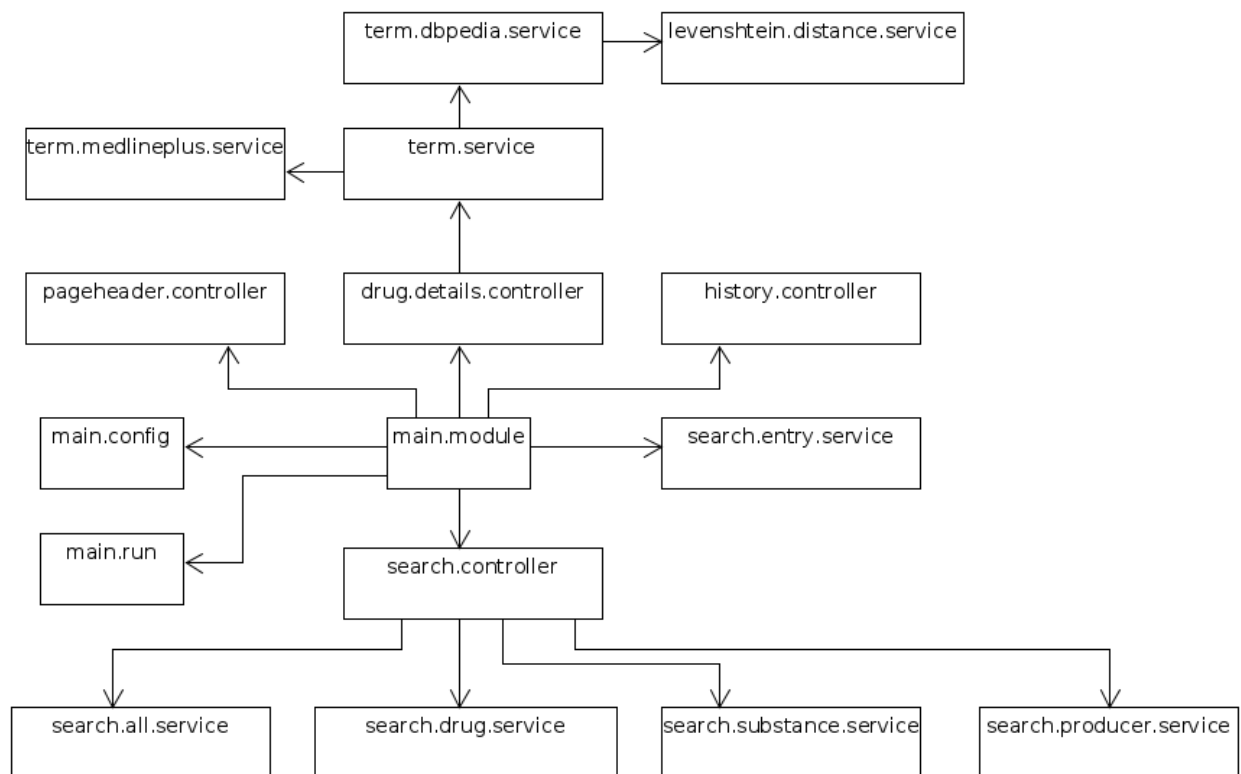 term.dbpedia.service
levenshtein.distance.service
term.medlineplus.service
term.service
pageheader.controller
drug.details.controller
history.controller
main.config
main.module
search.entry.service
main.run
search.controller
search.all.service
search.drug.service
search.substance.service
search.producer.service